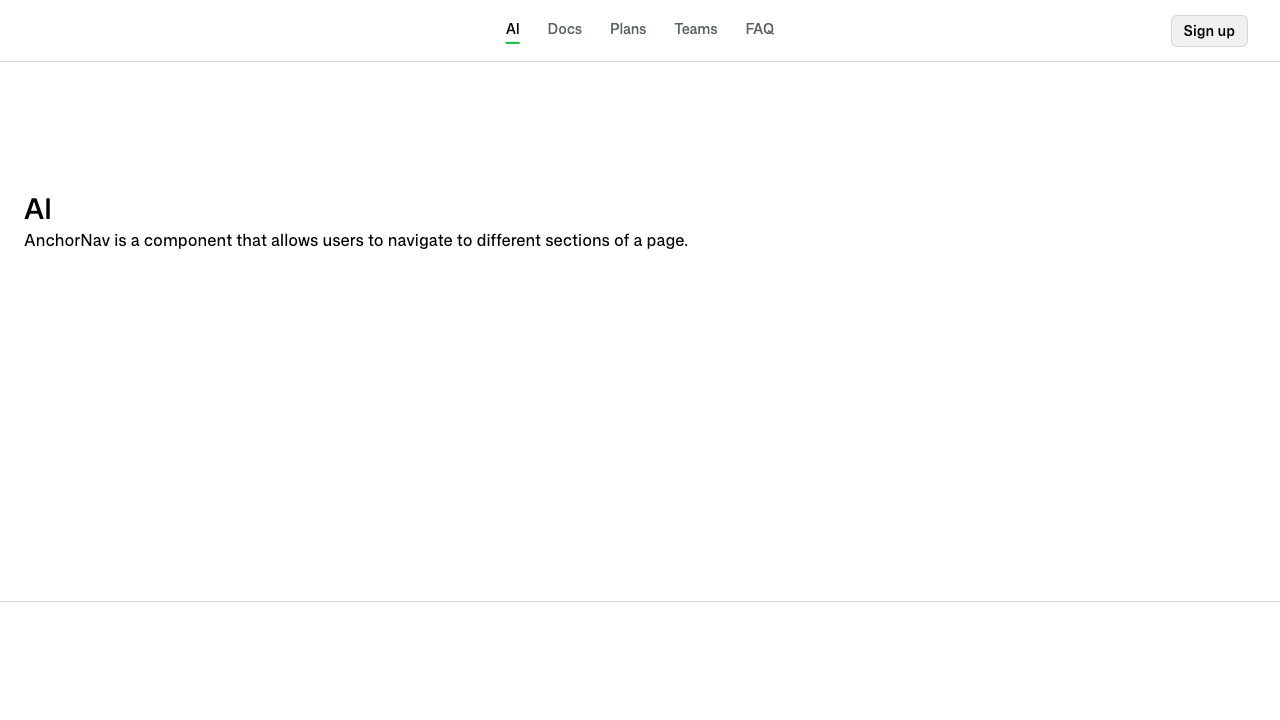 AI Docs Plans Teams FAQ Sign up
AI
AnchorNav is a component that allows users to navigate to different sections of a page.